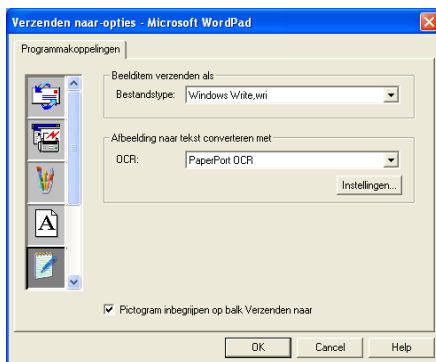 Verzenden naar-opties - Microsoft WordPad
Programmakoppelingen
Beelditem verzenden als
Bestandstype: Windows Write,wri
Afbeelding naar tekst converteren met
OCR: PaperPort OCR
Instellingen...
A
Pictogram inbegrijpen op balk Verzenden naar
OK Cancel Help